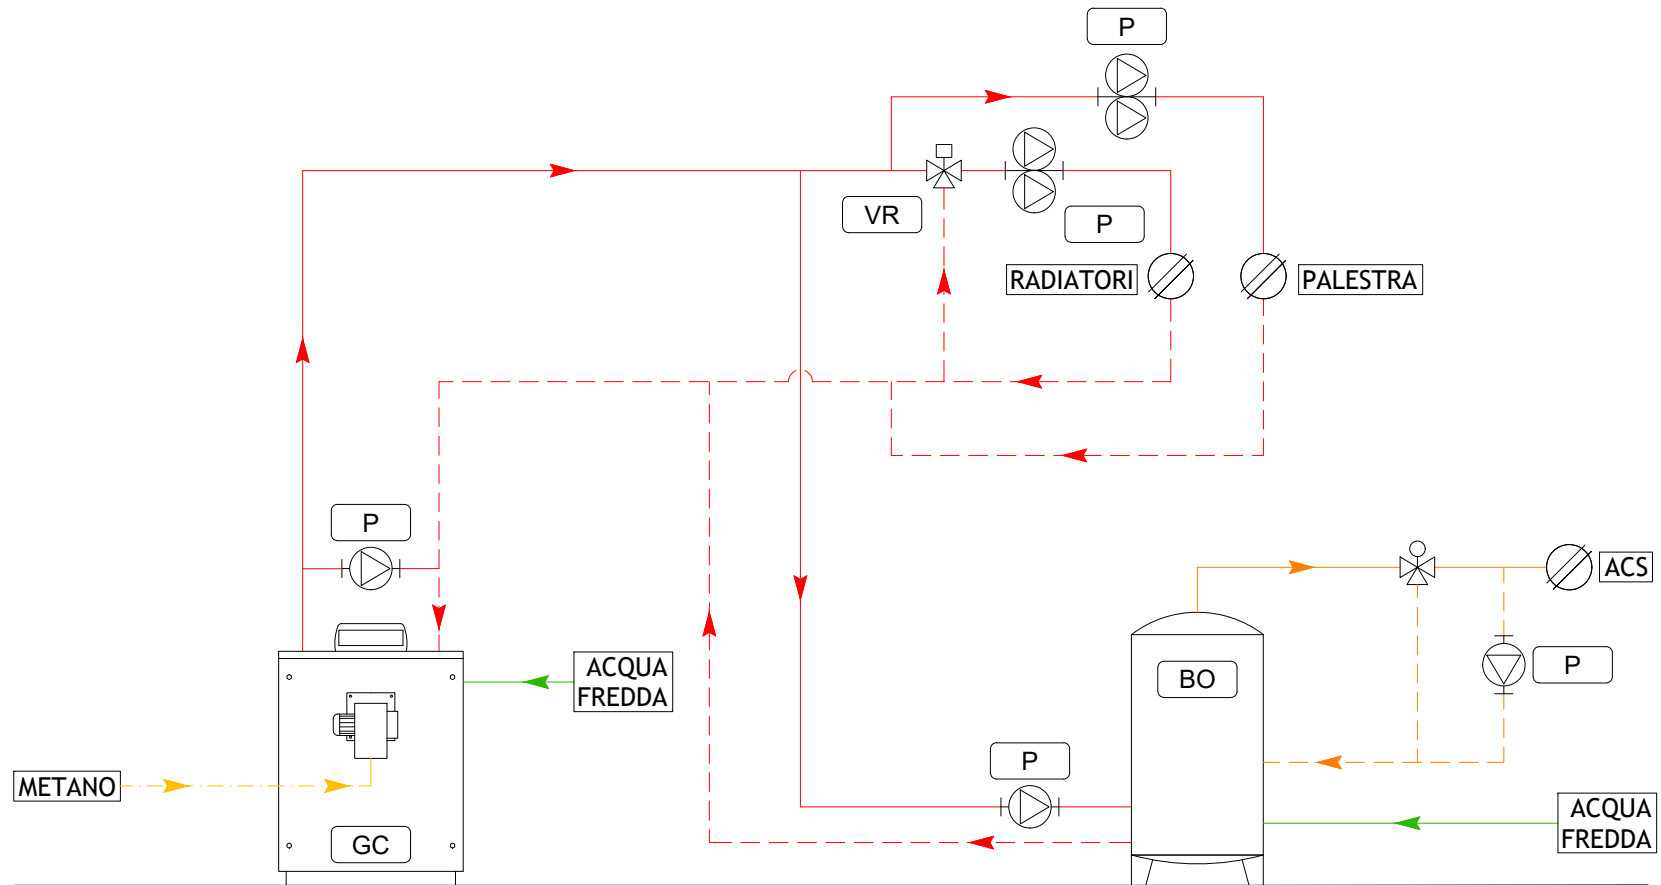 P
VR
P
RADIATORI
PALESTRA
P
ACS
ACQUA
FREDDA
BO
P
P
METANO
ACQUA
FREDDA
GC